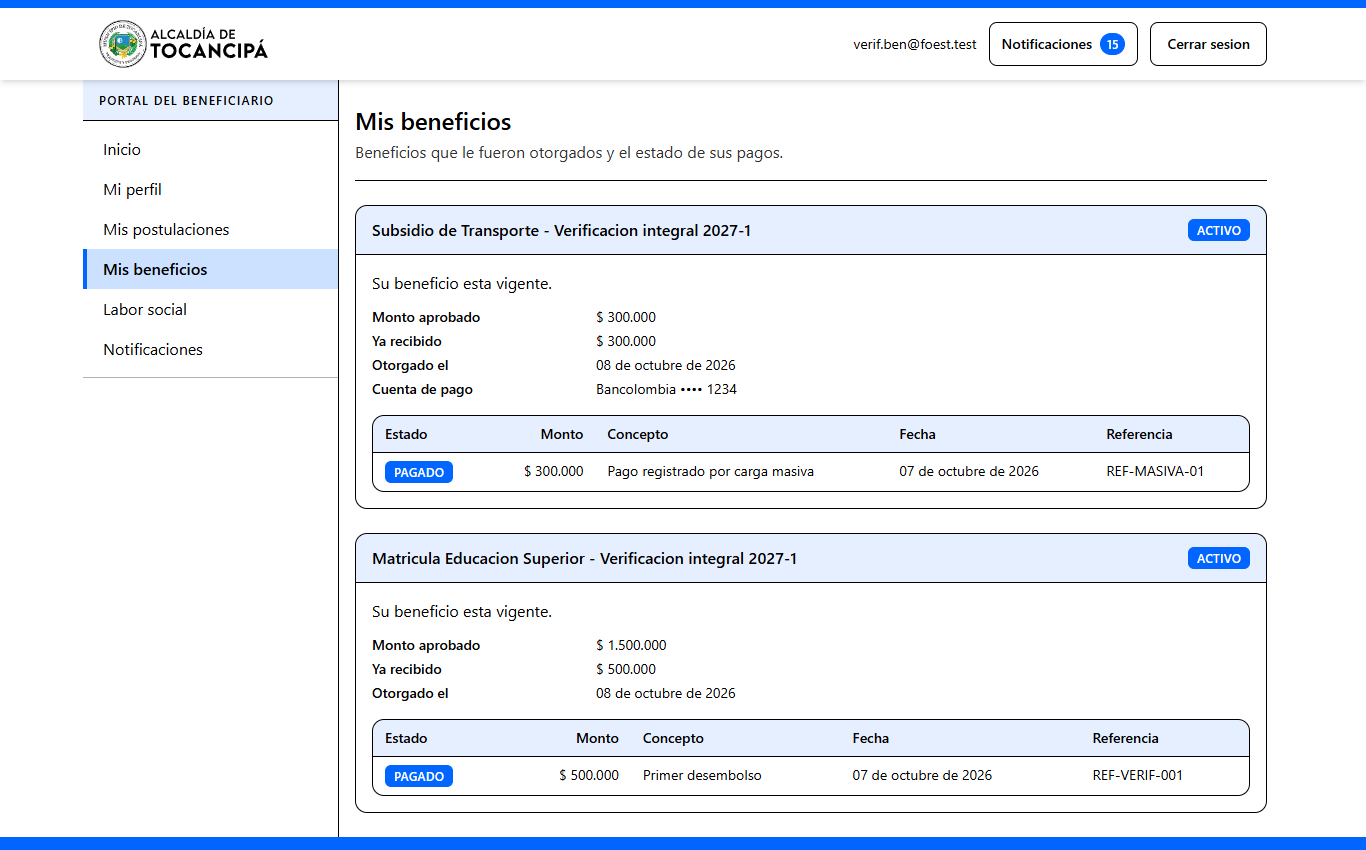 ALCALDÍA DE
TOCANCIPÁ
verif.ben@foest.test
Notificaciones 15
Cerrar sesion
PORTAL DEL BENEFICIARIO
Inicio
Mi perfil
Mis postulaciones
Mis beneficios
Labor social
Notificaciones
Mis beneficios
Beneficios que le fueron otorgados y el estado de sus pagos.
Subsidio de Transporte - Verificacion integral 2027-1 ACTIVO
Su beneficio esta vigente.
Monto aprobado $ 300.000
Ya recibido $ 300.000
Otorgado el 08 de octubre de 2026
Cuenta de pago Bancolombia •••• 1234
Estado Monto Concepto Fecha Referencia
PAGADO $ 300.000 Pago registrado por carga masiva 07 de octubre de 2026 REF-MASIVA-01
Matricula Educacion Superior - Verificacion integral 2027-1 ACTIVO
Su beneficio esta vigente.
Monto aprobado $ 1.500.000
Ya recibido $ 500.000
Otorgado el 08 de octubre de 2026
Estado Monto Concepto Fecha Referencia
PAGADO $ 500.000 Primer desembolso 07 de octubre de 2026 REF-VERIF-001